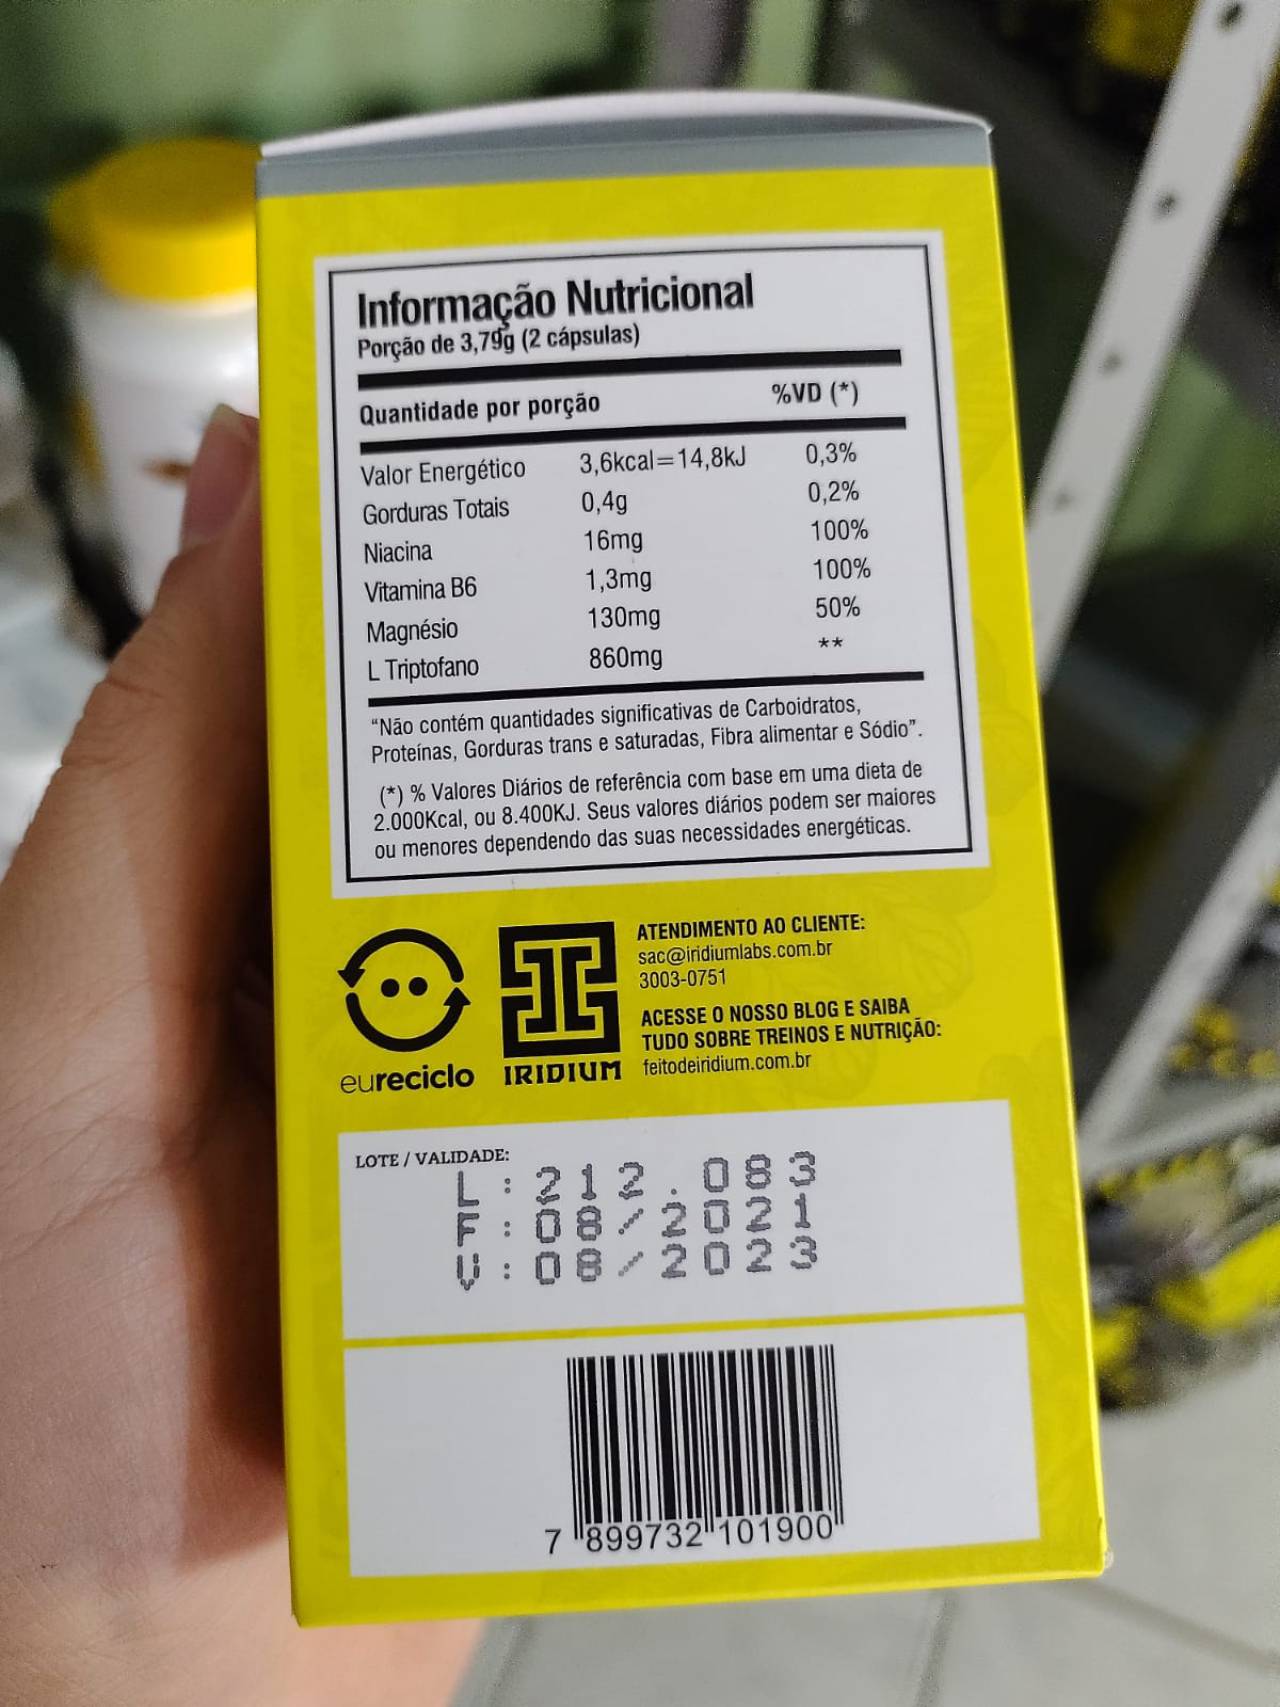 Informação Nutricional
Porção de 3,79g (2 cápsulas)
Quantidade por porção %VD (*)
Valor Energético 3,6kcal=14,8kJ 0,3%
Gorduras Totais 0,4g 0,2%
Niacina 16mg 100%
Vitamina B6 1,3mg 100%
Magnésio 130mg 50%
L Triptofano 860mg **
“Não contém quantidades significativas de Carboidratos,
Proteínas, Gorduras trans e saturadas, Fibra alimentar e Sódio”.
(*) % Valores Diários de referência com base em uma dieta de
2.000Kcal, ou 8.400KJ. Seus valores diários podem ser maiores
ou menores dependendo das suas necessidades energéticas.
eureciclo
IRIDIUM
ATENDIMENTO AO CLIENTE:
sac@iridiumlabs.com.br
3003-0751
ACESSE O NOSSO BLOG E SAIBA
TUDO SOBRE TREINOS E NUTRIÇÃO:
feitodeiridium.com.br
LOTE / VALIDADE:
L:212.083
F:08/2021
V:08/2023
7 899732 101900